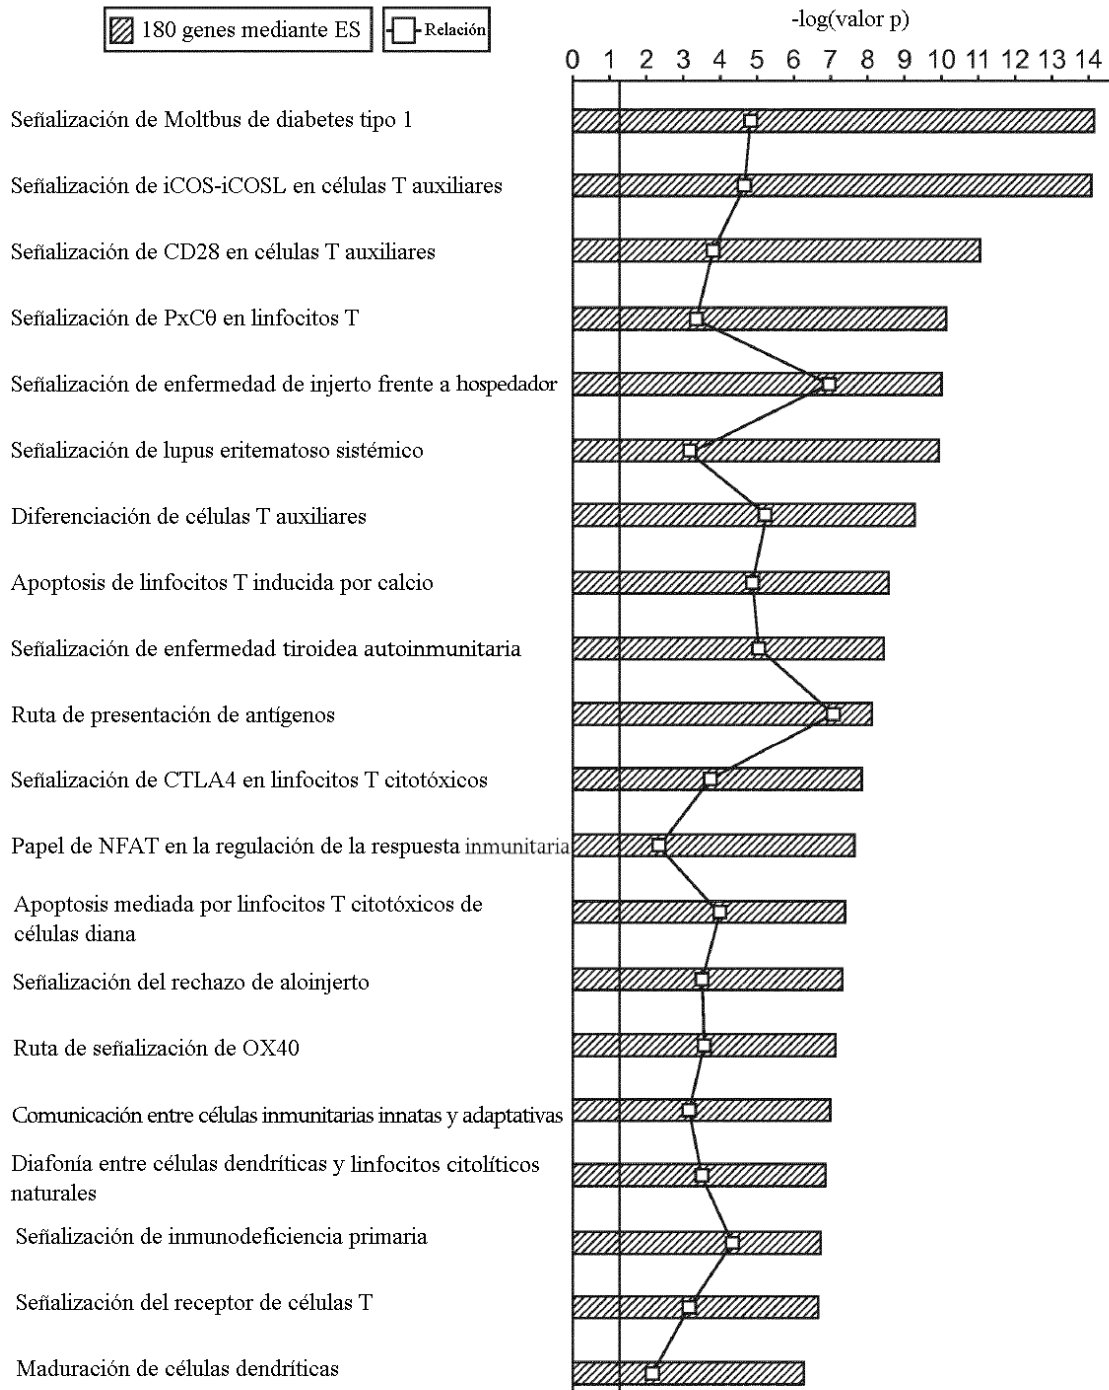 180 genes mediante ES
Relación
-log(valor p)
0 1 2 3 4 5 6 7 8 9 10 11 12 13 14
Señalización de Moltbus de diabetes tipo 1
Señalización de iCOS-iCOSL en células T auxiliares
Señalización de CD28 en células T auxiliares
Señalización de PxCθ en linfocitos T
Señalización de enfermedad de injerto frente a hospedador
Señalización de lupus eritematoso sistémico
Diferenciación de células T auxiliares
Apoptosis de linfocitos T inducida por calcio
Señalización de enfermedad tiroidea autoinmunitaria
Ruta de presentación de antígenos
Señalización de CTLA4 en linfocitos T citotóxicos
Papel de NFAT en la regulación de la respuesta inmunitaria
Apoptosis mediada por linfocitos T citotóxicos de
células diana
Señalización del rechazo de aloinjerto
Ruta de señalización de OX40
Comunicación entre células inmunitarias innatas y adaptativas
Diafonía entre células dendríticas y linfocitos citolíticos
naturales
Señalización de inmunodeficiencia primaria
Señalización del receptor de células T
Maduración de células dendríticas